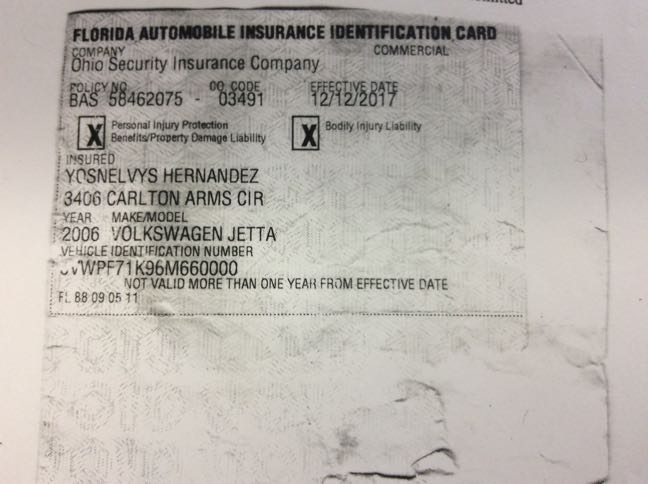 FLORIDA AUTOMOBILE INSURANCE IDENTIFICATION CARD
COMPANY COMMERCIAL
Ohio Security Insurance Company
POLICY NO. CO. CODE EFFECTIVE DATE
BAS 58462075 - 03491 12/12/2017
X Personal Injury Protection
Benefits/Property Damage Liability
X Bodily Injury Liability
INSURED
YOSNELVYS HERNANDEZ
3406 CARLTON ARMS CIR
YEAR MAKE/MODEL
2006 VOLKSWAGEN JETTA
VEHICLE IDENTIFICATION NUMBER
NOT VALID MORE THAN ONE YEAR FROM EFFECTIVE DATE
FL 88 09 05 11